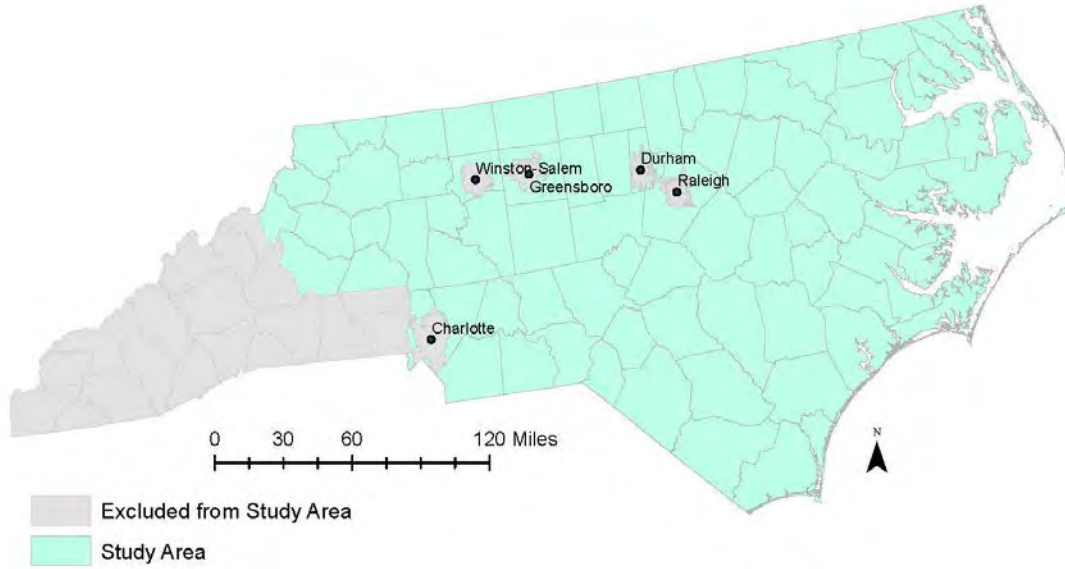 Winston-Salem
Greensboro
Durham
Raleigh
Charlotte
0 30 60 120 Miles
N
Excluded from Study Area
Study Area